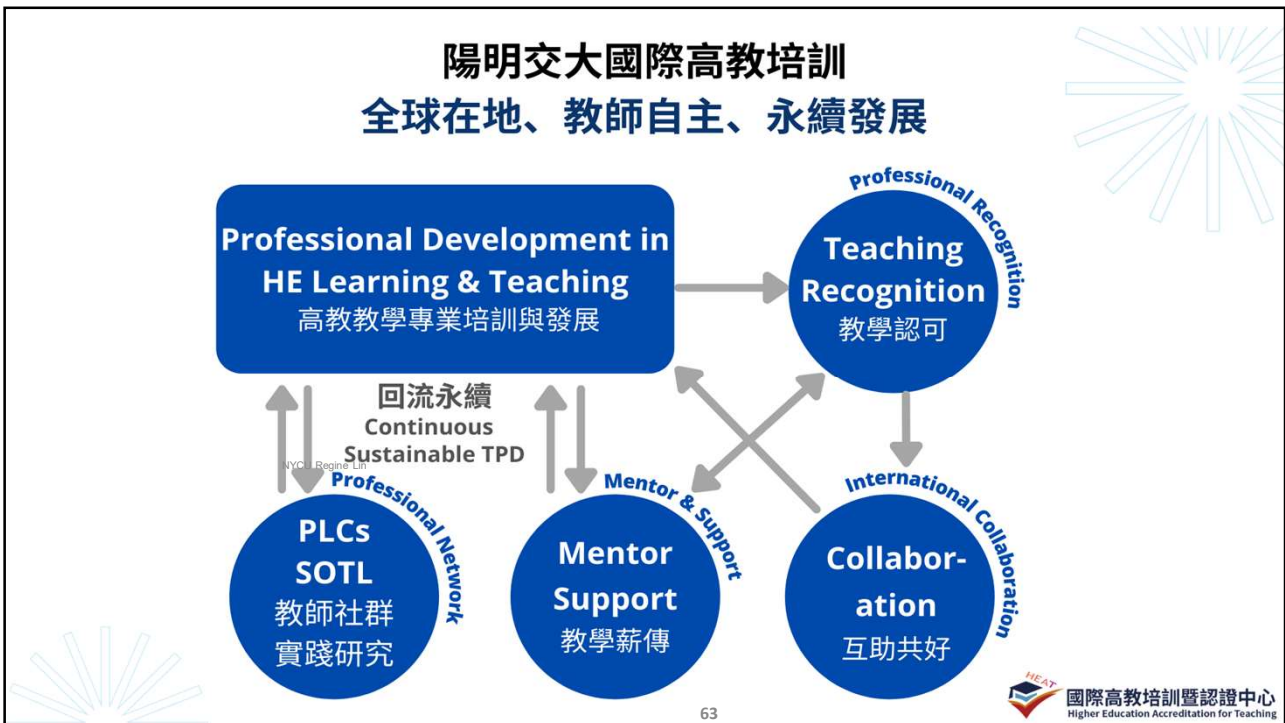 陽明交大國際高教培訓
全球在地、教師自主、永續發展
Professional Development in
HE Learning & Teaching
高教教學專業培訓與發展
Professional Recognition
Teaching
Recognition
教學認可
回流永續
Continuous
Sustainable TPD
NYCU Regine Lin
Professional Network
PLCs
SOTL
教師社群
實踐研究
Mentor & Support
Mentor
Support
教學薪傳
International Collaboration
Collabor-
ation
互助共好
63
HEAT
國際高教培訓暨認證中心
Higher Education Accreditation for Teaching